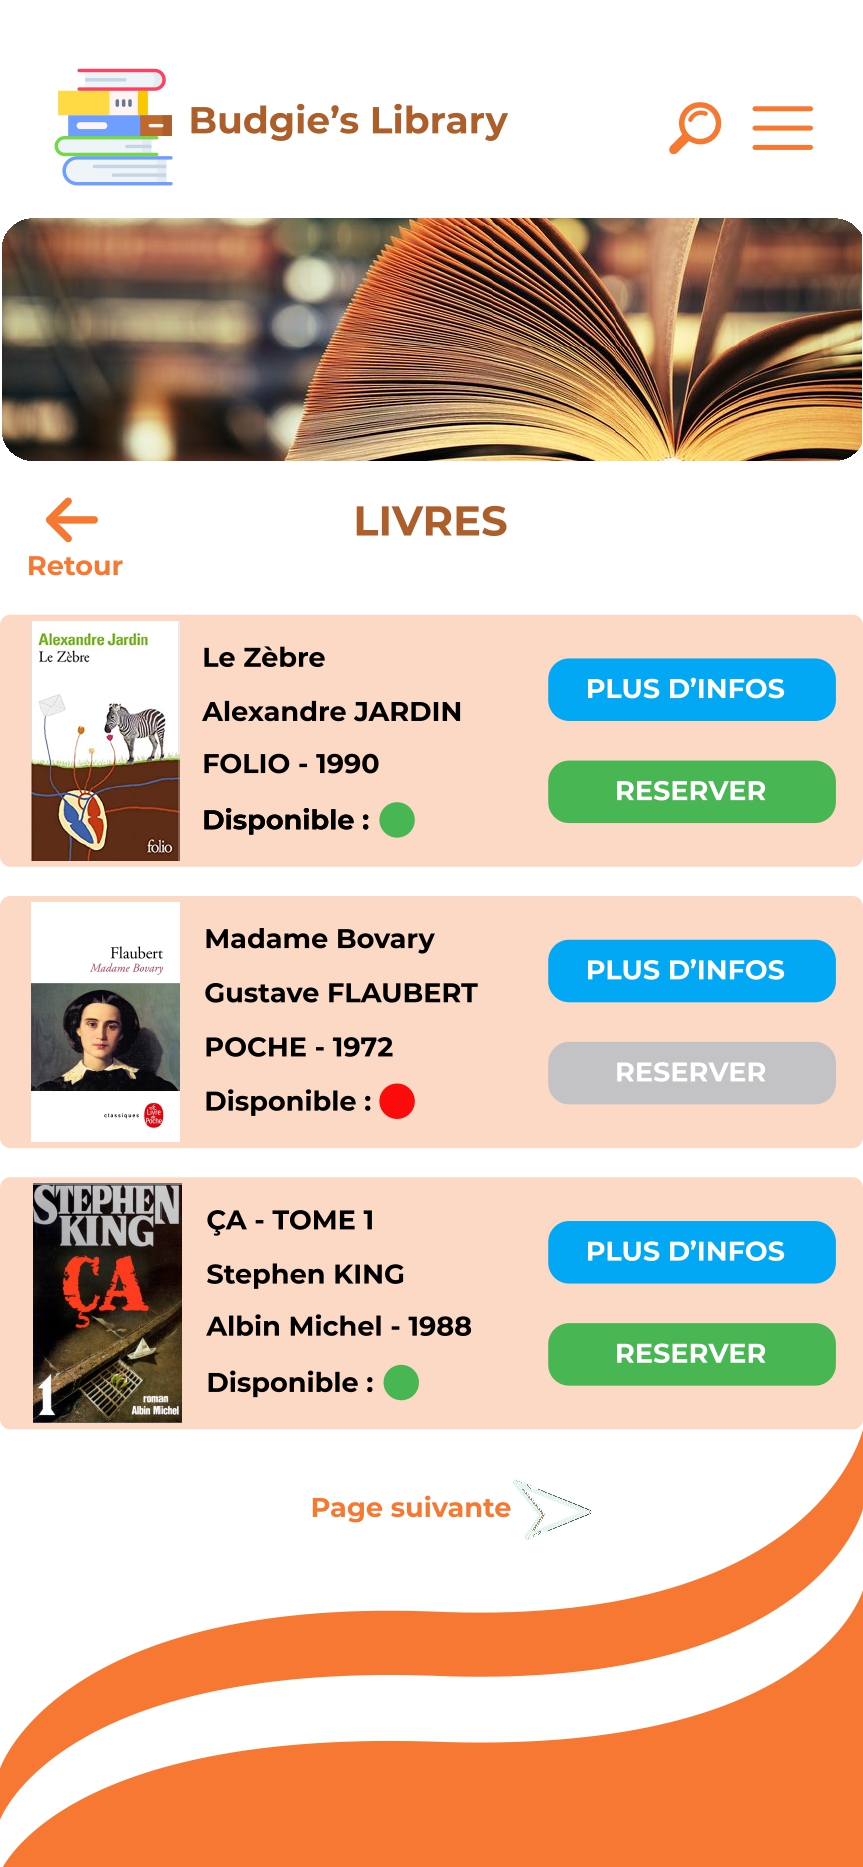 Budgie’s Library
LIVRES
Retour
Alexandre Jardin
Le Zèbre
folio
Le Zèbre
Alexandre JARDIN
FOLIO - 1990
Disponible :
PLUS D’INFOS
RESERVER
Flaubert
Madame Bovary
classiques
Le
Livre
de
Poche
Madame Bovary
Gustave FLAUBERT
POCHE - 1972
Disponible :
PLUS D’INFOS
RESERVER
STEPHEN
KING
ÇA
1
roman
Albin Michel
ÇA - TOME 1
Stephen KING
Albin Michel - 1988
Disponible :
PLUS D’INFOS
RESERVER
Page suivante